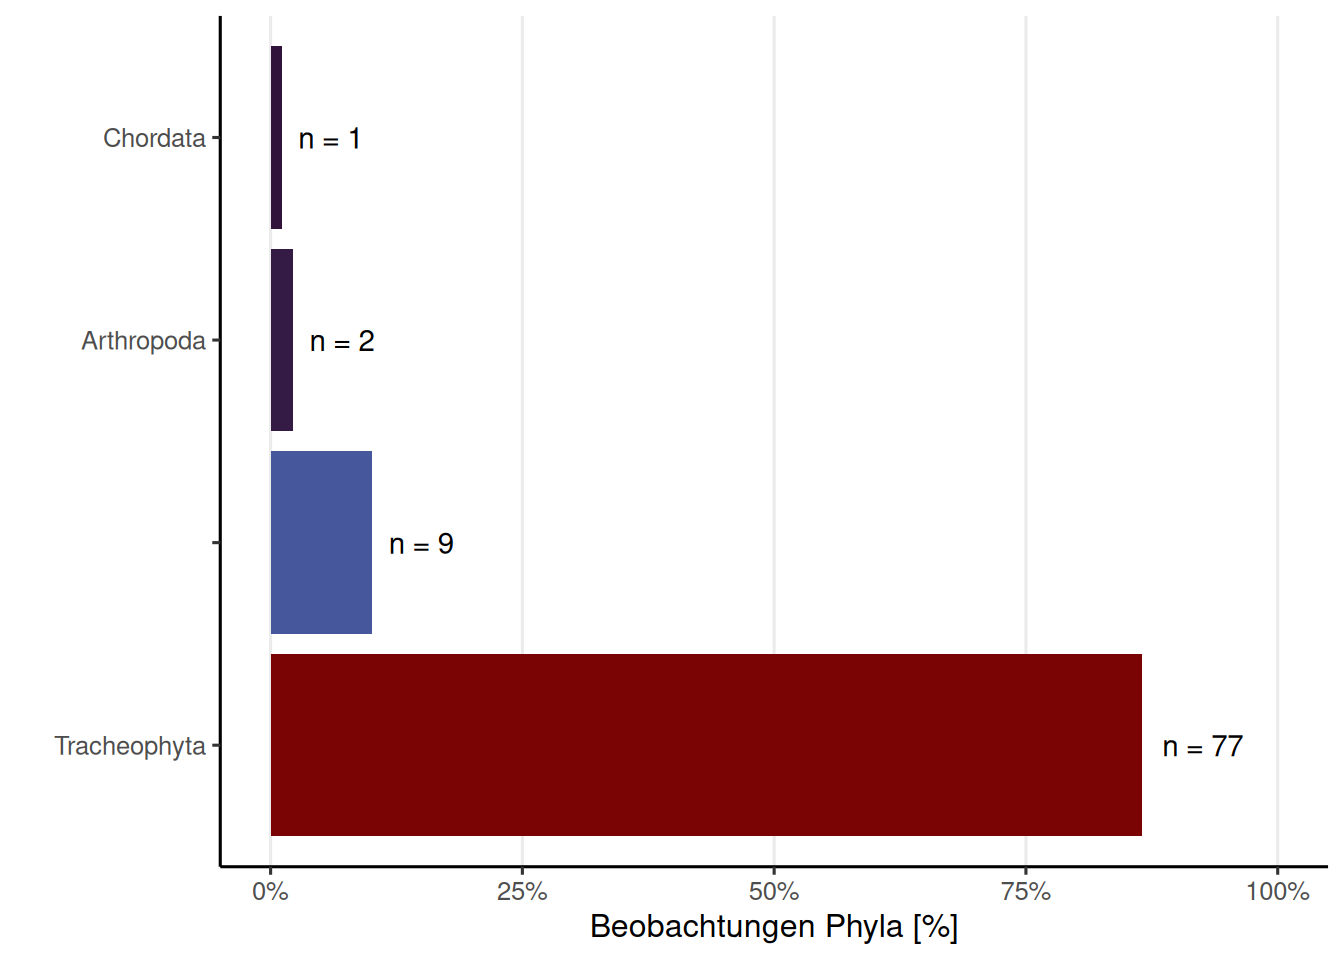 Chordata
n = 1
Arthropoda
n = 2
n = 9
Tracheophyta
n = 77
0% 25% 50% 75% 100%
Beobachtungen Phyla [%]